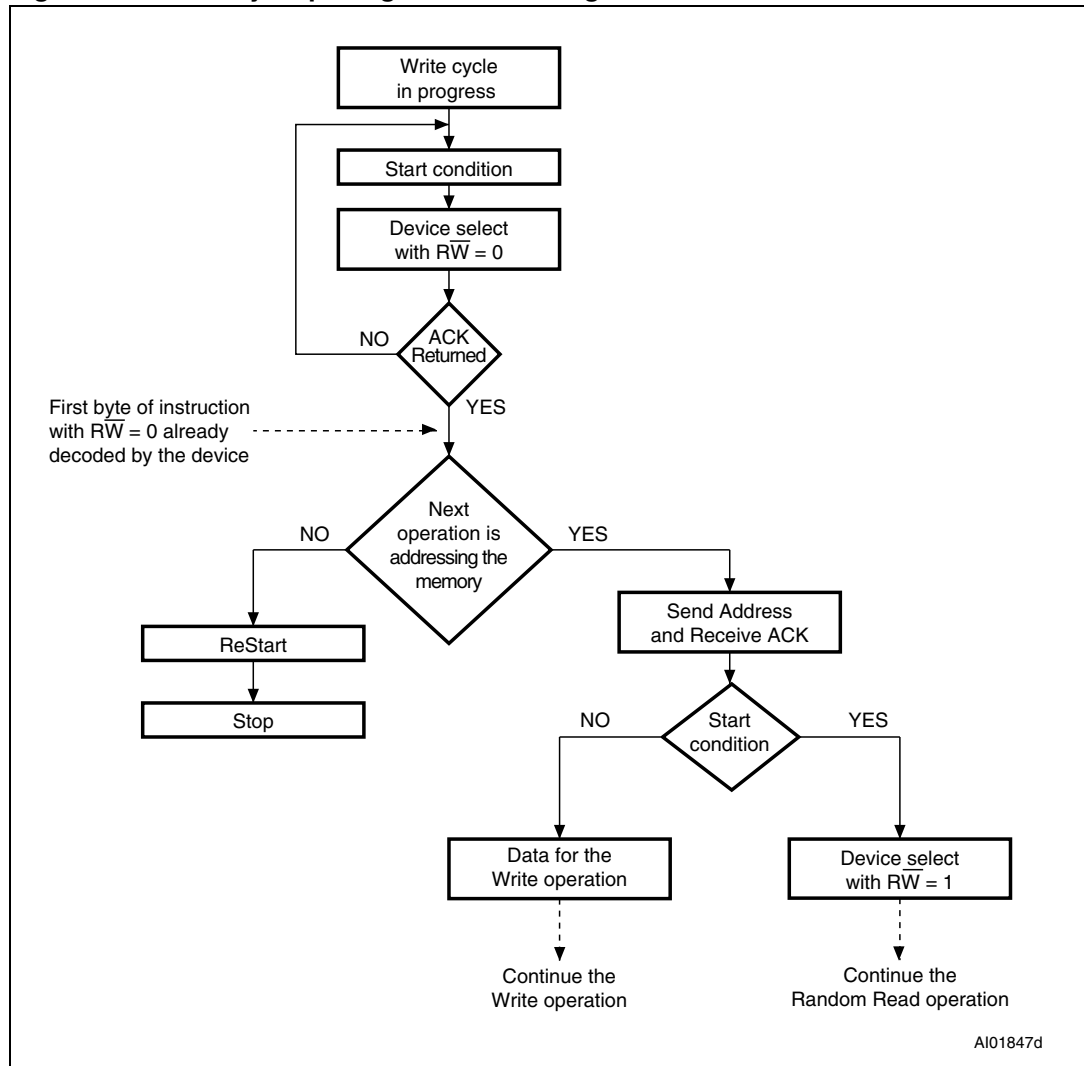 Write cycle
in progress
Start condition
Device select
with RW̅ = 0
NO
ACK
Returned
YES
First byte of instruction
with RW̅ = 0 already
decoded by the device
Next
operation is
addressing the
memory
NO
YES
Send Address
and Receive ACK
ReStart
Stop
NO
Start
condition
YES
Data for the
Write operation
Device select
with RW̅ = 1
Continue the
Write operation
Continue the
Random Read operation
AI01847d